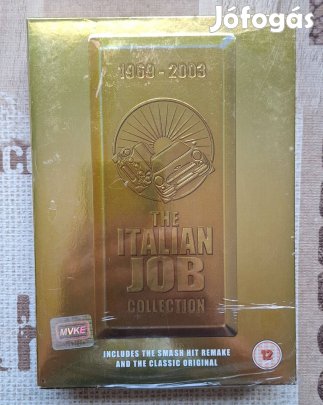 Jófogás
1969 - 2003
THE
ITALIAN
JOB
COLLECTION
MVKE
INCLUDES THE SMASH HIT REMAKE
AND THE CLASSIC ORIGINAL
12